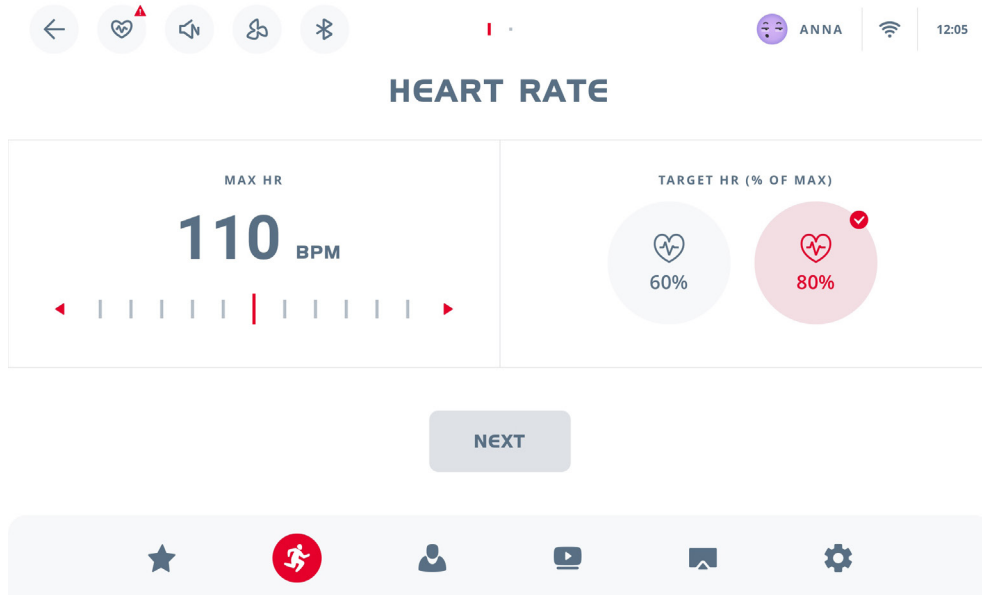 ANNA
12:05
HEART RATE
MAX HR
110 BPM
TARGET HR (% OF MAX)
60%
80%
NEXT